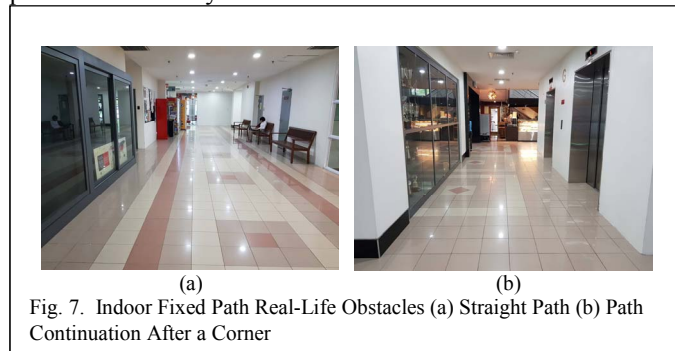 (a)
(b)
Fig. 7. Indoor Fixed Path Real-Life Obstacles (a) Straight Path (b) Path
Continuation After a Corner